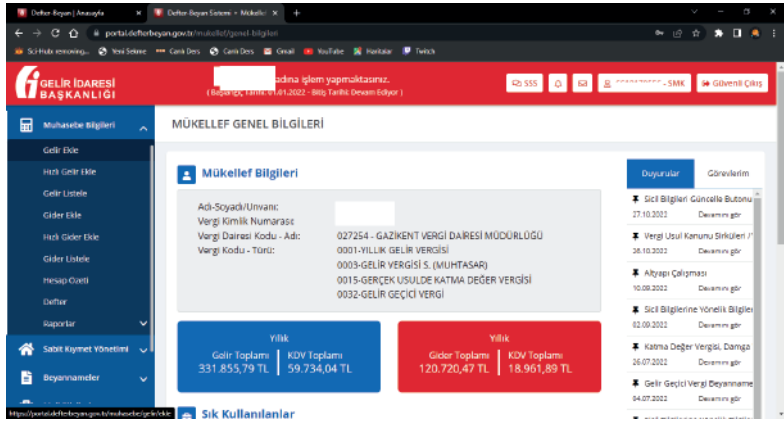 Defter-Beyan | Anasayfa
Defter-Beyan Sistemi - Mükellef
portal.defterbeyan.gov.tr/mukellef/genel-bilgileri
Sci-Hub: removing... Yeni Sekme Canlı Ders Canlı Ders Gmail YouTube Haritalar Twitch
GELİR İDARESİ
BAŞKANLIĞI
adına işlem yapmaktasınız.
( Başlangıç Tarihi: 01.01.2022 - Bitiş Tarihi: Devam Ediyor )
SSS
- SMK
Güvenli Çıkış
Muhasebe Bilgileri
Gelir Ekle
Hızlı Gelir Ekle
Gelir Listele
Gider Ekle
Hızlı Gider Ekle
Gider Listele
Hesap Özeti
Defter
Raporlar
Sabit Kıymet Yönetimi
Beyannameler
https://portal.defterbeyan.gov.tr/muhasebe/gelir/ekle
MÜKELLEF GENEL BİLGİLERİ
Mükellef Bilgileri
Adı-Soyadı/Unvanı:
Vergi Kimlik Numarası:
Vergi Dairesi Kodu - Adı: 027254 - GAZİKENT VERGİ DAİRESİ MÜDÜRLÜĞÜ
Vergi Kodu - Türü: 0001-YILLIK GELİR VERGİSİ
0003-GELİR VERGİSİ S. (MUHTASAR)
0015-GERÇEK USULDE KATMA DEĞER VERGİSİ
0032-GELİR GEÇİCİ VERGİ
Yıllık
Gelir Toplamı KDV Toplamı
331.855,79 TL 59.734,04 TL
Yıllık
Gider Toplamı KDV Toplamı
120.720,47 TL 18.961,89 TL
Sık Kullanılanlar
Duyurular Görevlerim
Sicil Bilgileri Güncelle Butonu
27.10.2022 Devamını gör
Vergi Usul Kanunu Sirküleri /
26.10.2022 Devamını gör
Altyapı Çalışması
10.09.2022 Devamını gör
Sicil Bilgilerine Yönelik Bilgiler
02.09.2022 Devamını gör
Katma Değer Vergisi, Damga
26.07.2022 Devamını gör
Gelir Geçici Vergi Beyanname
04.07.2022 Devamını gör